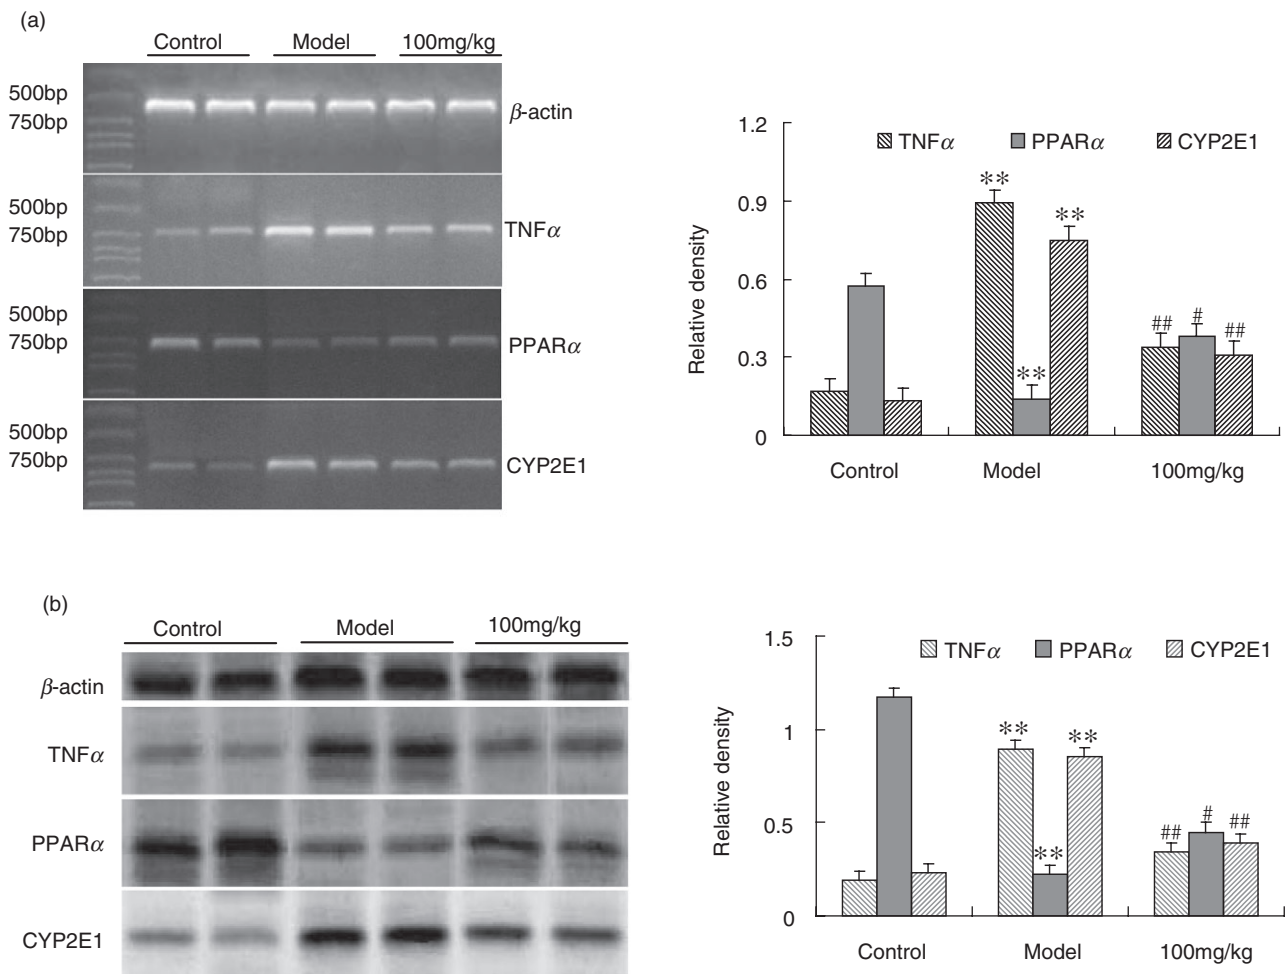 (a)
Control Model 100mg/kg
500bp
750bp
β-actin
500bp
750bp
TNFα
500bp
750bp
PPARα
500bp
750bp
CYP2E1
1.2
0.9
0.6
0.3
0
Relative density
TNFα PPARα CYP2E1
**
**
**
##
#
##
Control Model 100mg/kg
(b)
Control Model 100mg/kg
β-actin
TNFα
PPARα
CYP2E1
1.5
1
0.5
0
Relative density
TNFα PPARα CYP2E1
**
**
**
##
#
##
Control Model 100mg/kg